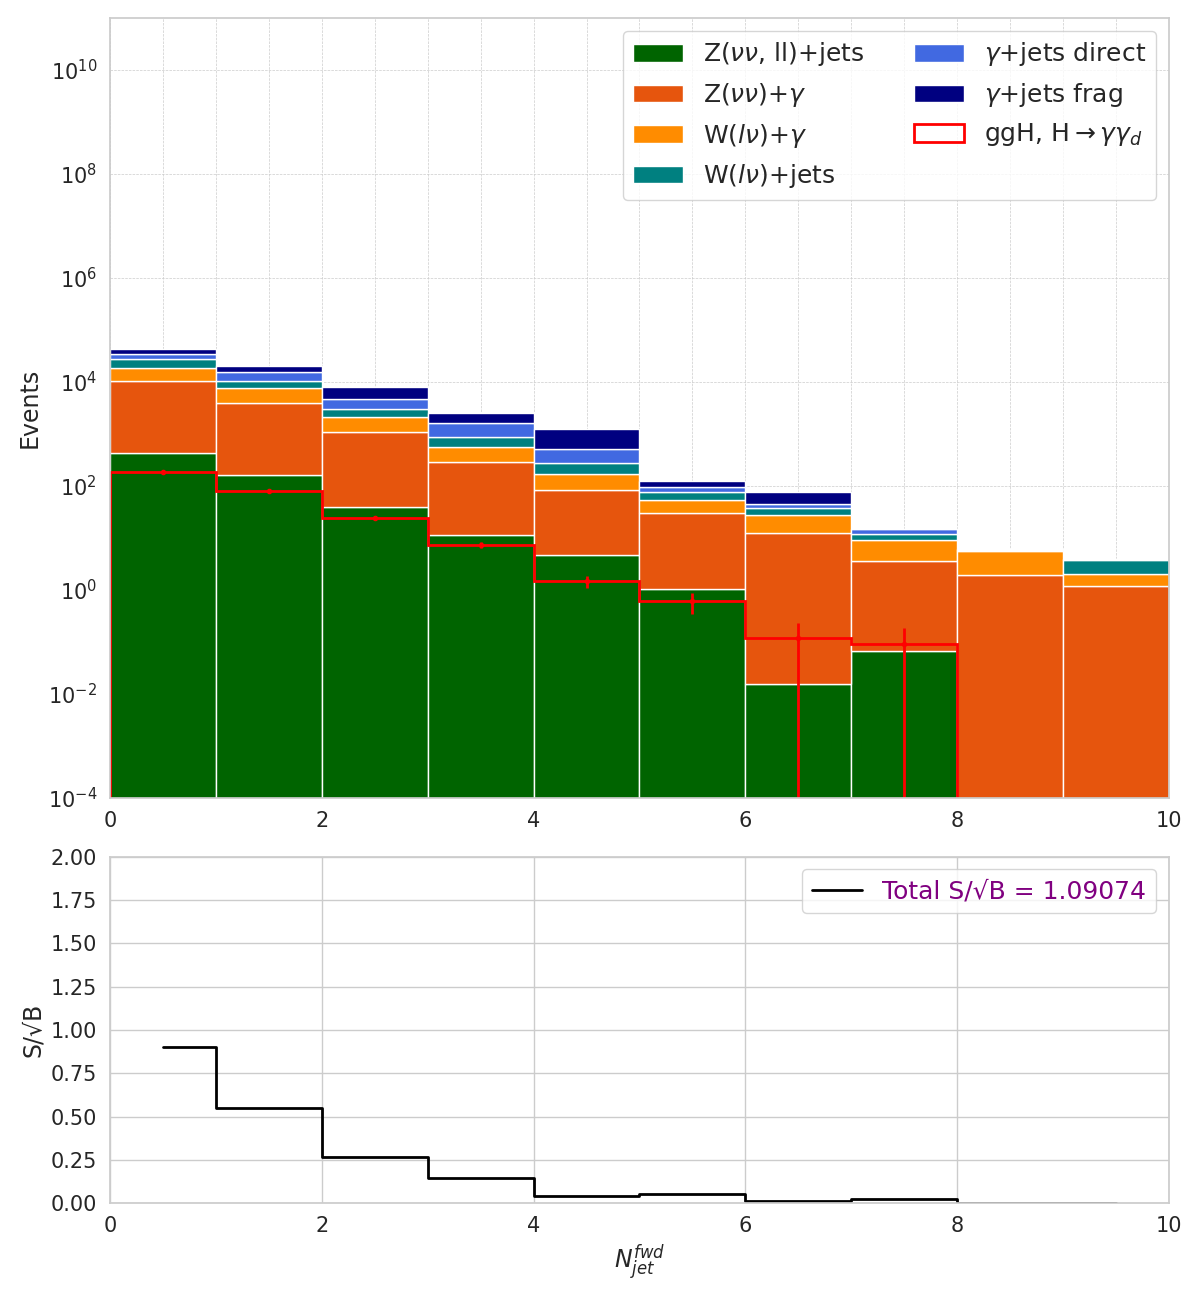 Z(νν, ll)+jets
Z(νν)+γ
W(lν)+γ
W(lν)+jets
γ+jets direct
γ+jets frag
ggH, H→γγ_d
10^10
10^8
10^6
10^4
10^2
10^0
10^−2
10^−4
Events
0 2 4 6 8 10
Total S/√B = 1.09074
2.00
1.75
1.50
1.25
1.00
0.75
0.50
0.25
0.00
S/√B
0 2 4 6 8 10
N_jet^fwd